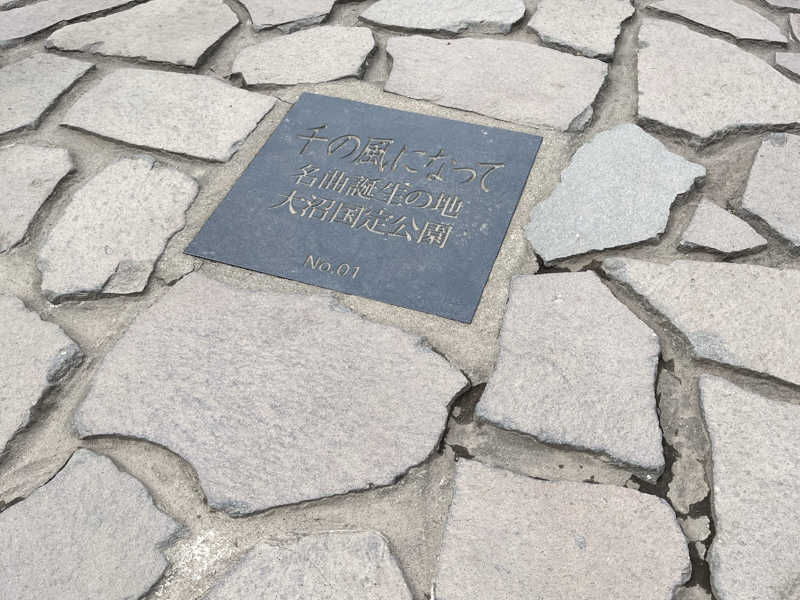 千の風になって
名曲誕生の地
大沼国定公園
No.01